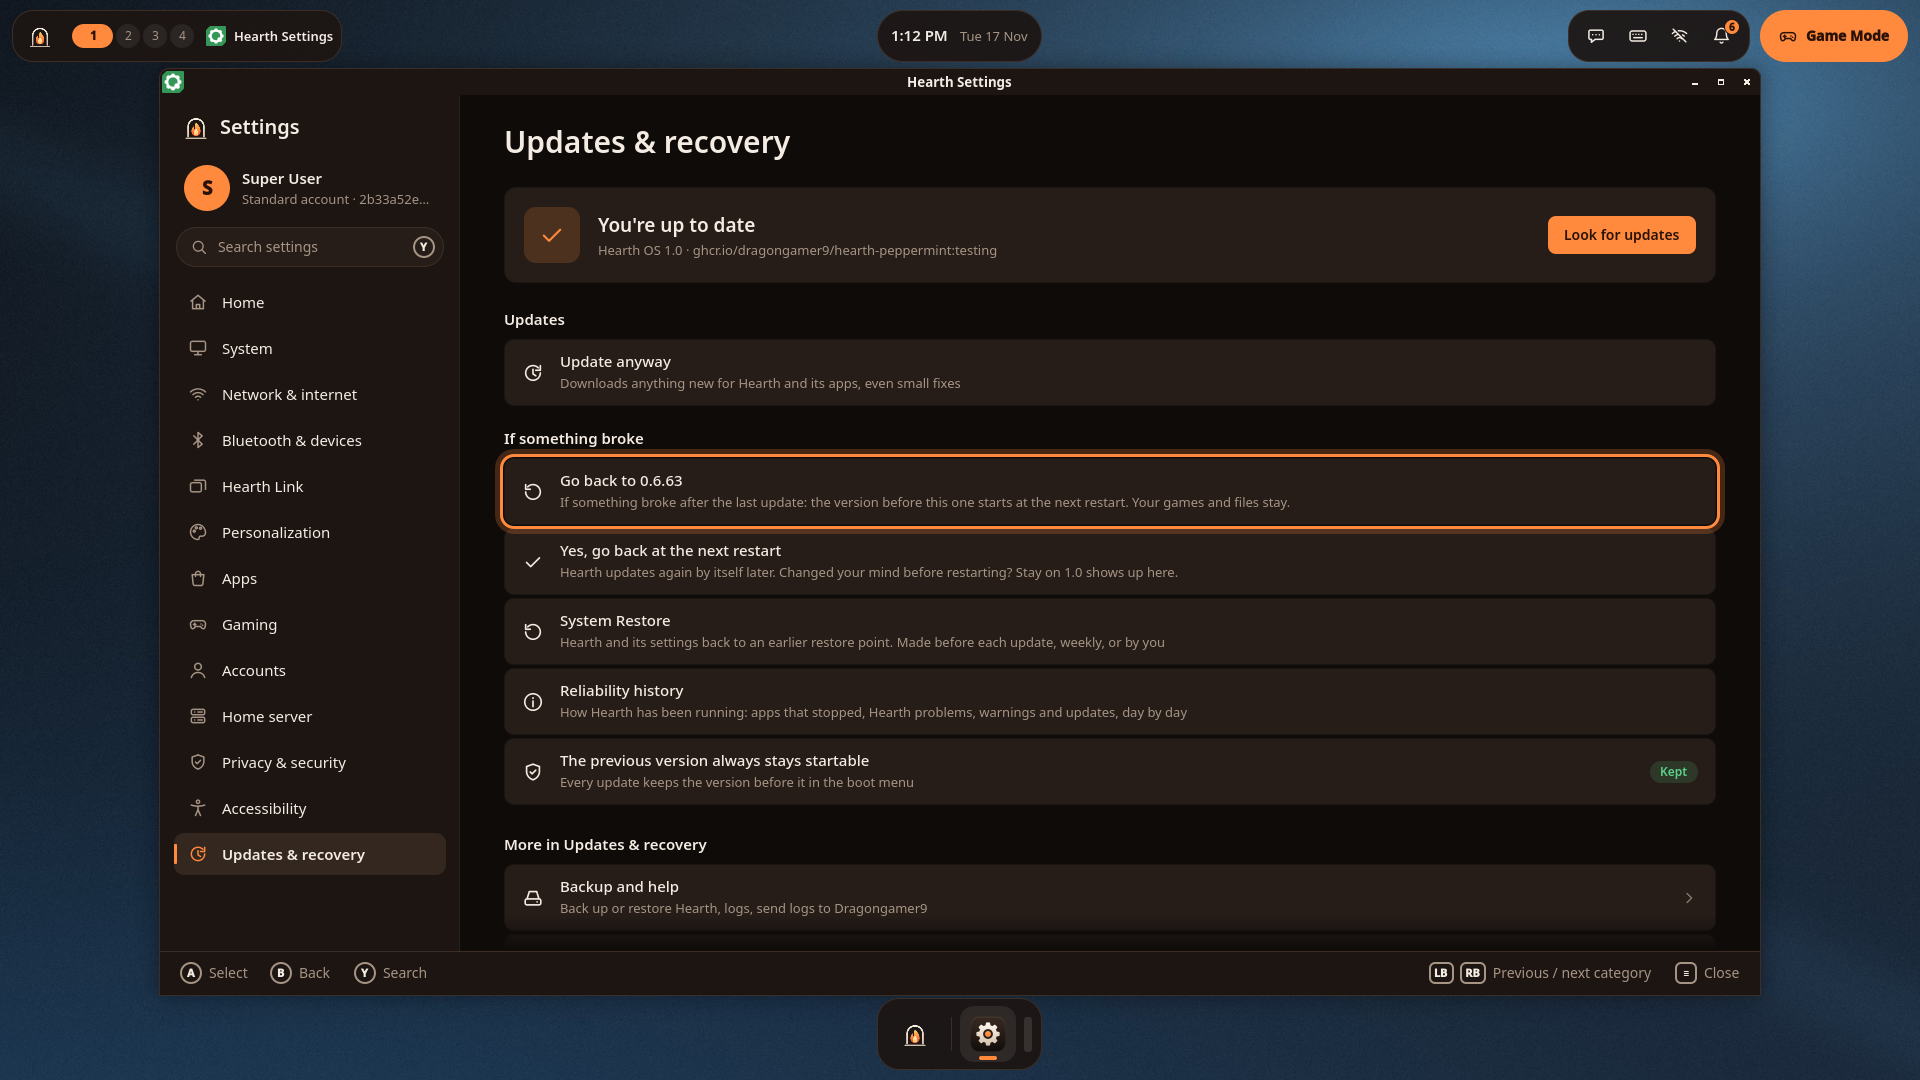 1 2 3 4 Hearth Settings
1:12 PM Tue 17 Nov
6
Game Mode
Hearth Settings
Settings
S
Super User
Standard account · 2b33a52e...
Search settings Y
Home
System
Network & internet
Bluetooth & devices
Hearth Link
Personalization
Apps
Gaming
Accounts
Home server
Privacy & security
Accessibility
Updates & recovery
Updates & recovery
You're up to date
Hearth OS 1.0 · ghcr.io/dragongamer9/hearth-peppermint:testing
Look for updates
Updates
Update anyway
Downloads anything new for Hearth and its apps, even small fixes
If something broke
Go back to 0.6.63
If something broke after the last update: the version before this one starts at the next restart. Your games and files stay.
Yes, go back at the next restart
Hearth updates again by itself later. Changed your mind before restarting? Stay on 1.0 shows up here.
System Restore
Hearth and its settings back to an earlier restore point. Made before each update, weekly, or by you
Reliability history
How Hearth has been running: apps that stopped, Hearth problems, warnings and updates, day by day
The previous version always stays startable
Every update keeps the version before it in the boot menu
Kept
More in Updates & recovery
Backup and help
Back up or restore Hearth, logs, send logs to Dragongamer9
A Select B Back Y Search
LB RB Previous / next category Close